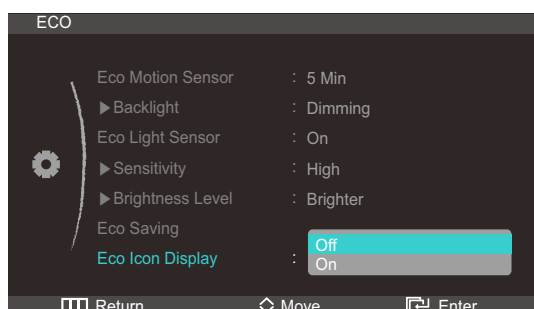 ECO
Eco Motion Sensor : 5 Min
▶Backlight : Dimming
Eco Light Sensor : On
▶Sensitivity : High
▶Brightness Level : Brighter
Eco Saving
Off
Eco Icon Display :
On
Return Move Enter